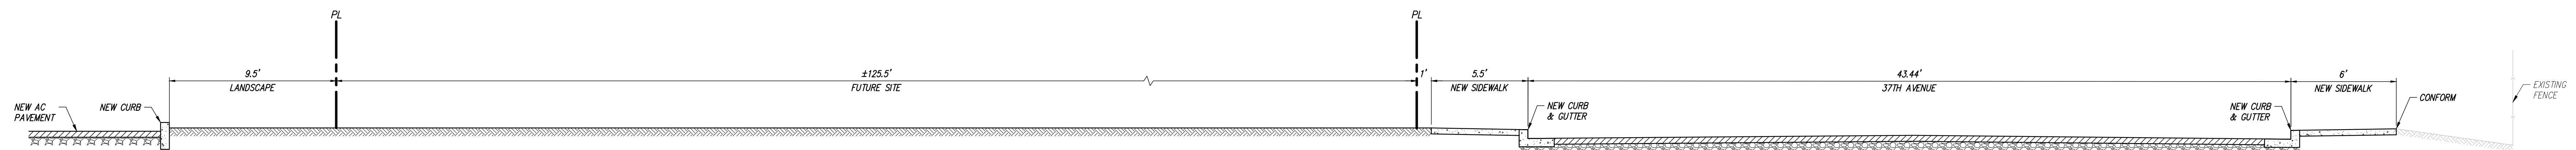 PL
PL
9.5'
LANDSCAPE
±125.5'
FUTURE SITE
1'
5.5'
NEW SIDEWALK
43.44'
37TH AVENUE
6'
NEW SIDEWALK
NEW AC
PAVEMENT
NEW CURB
NEW CURB
& GUTTER
NEW CURB
& GUTTER
CONFORM
EXISTING
FENCE